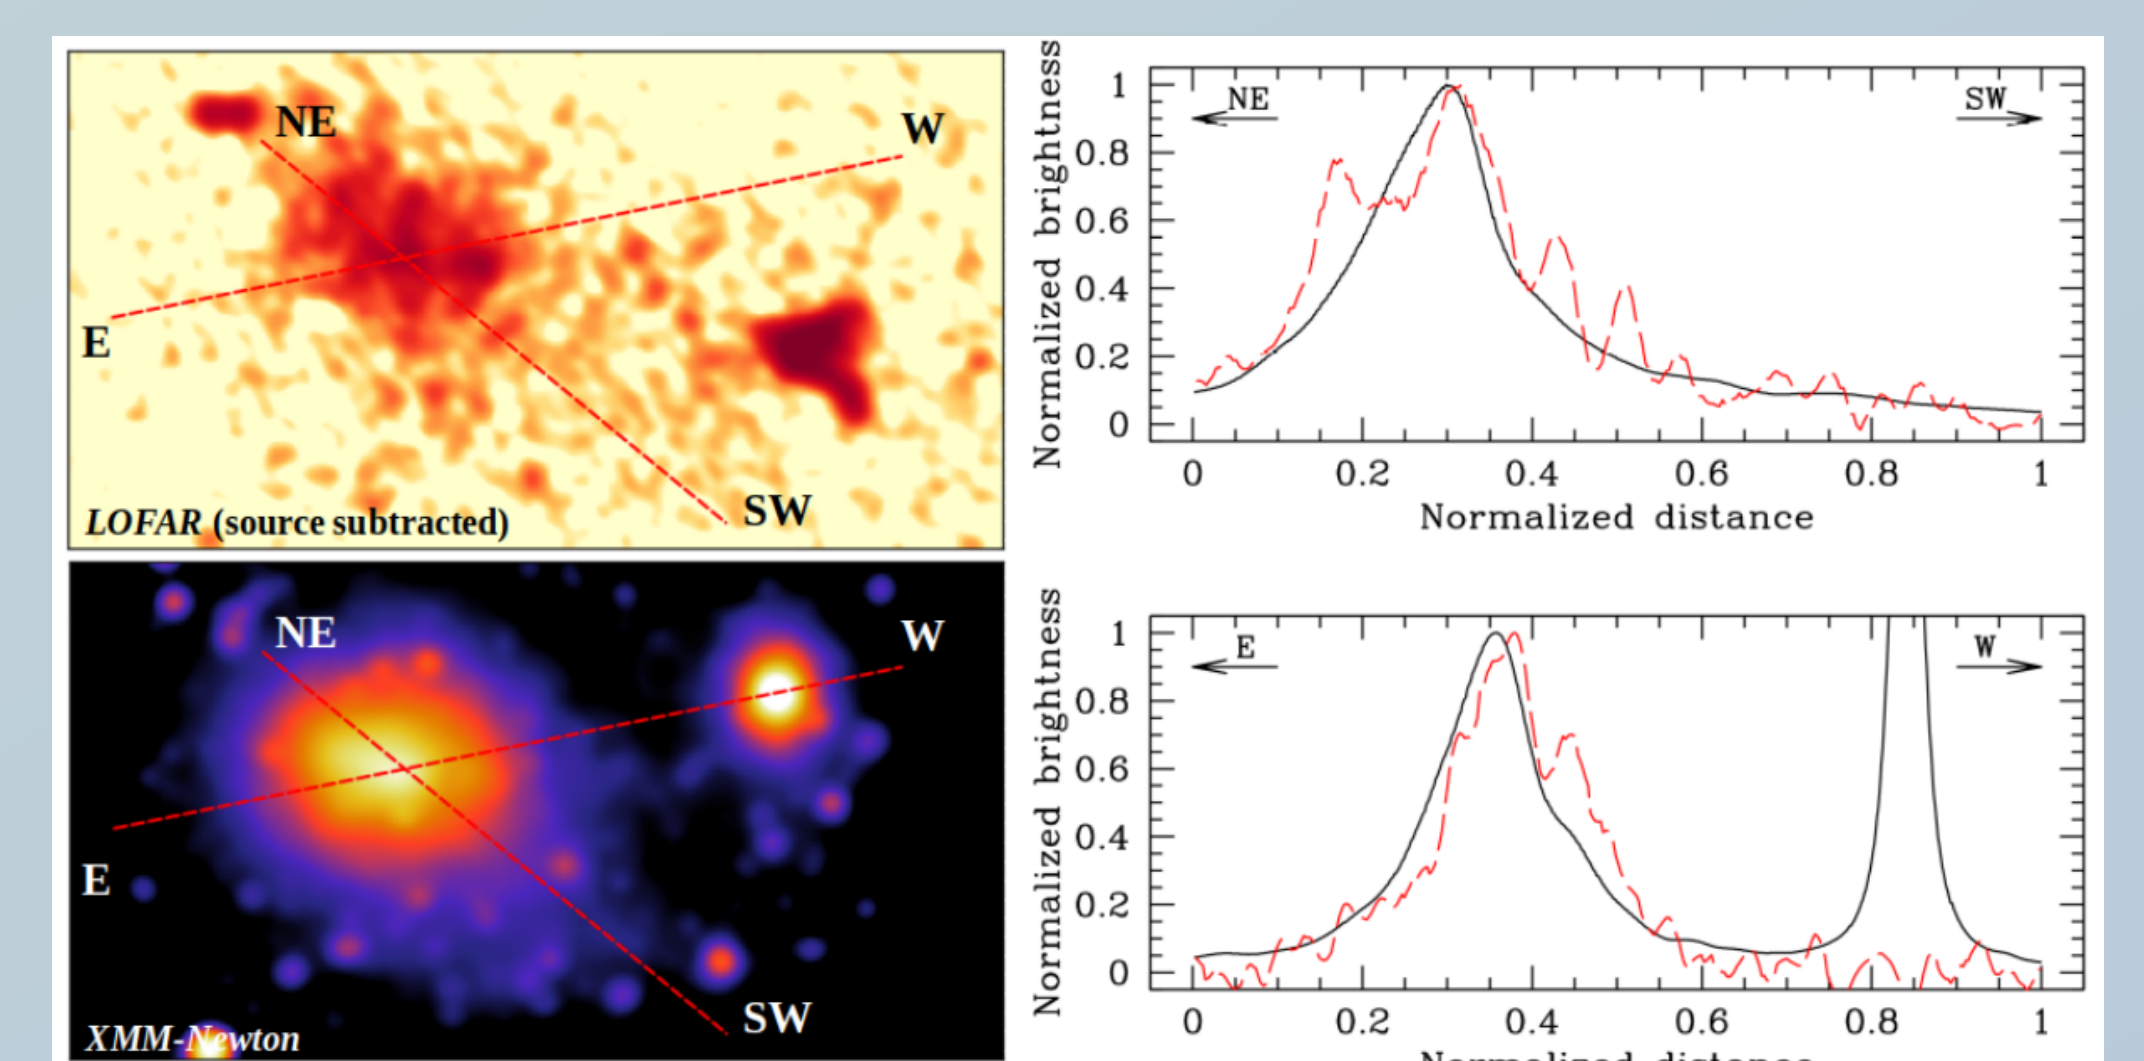 NE
W
E
SW
LOFAR (source subtracted)
NE
W
E
SW
XMM-Newton
Normalized brightness
1
0.8
0.6
0.4
0.2
0
NE
SW
0
0.2
0.4
0.6
0.8
1
Normalized distance
Normalized brightness
1
0.8
0.6
0.4
0.2
0
E
W
0
0.2
0.4
0.6
0.8
1
Normalized distance